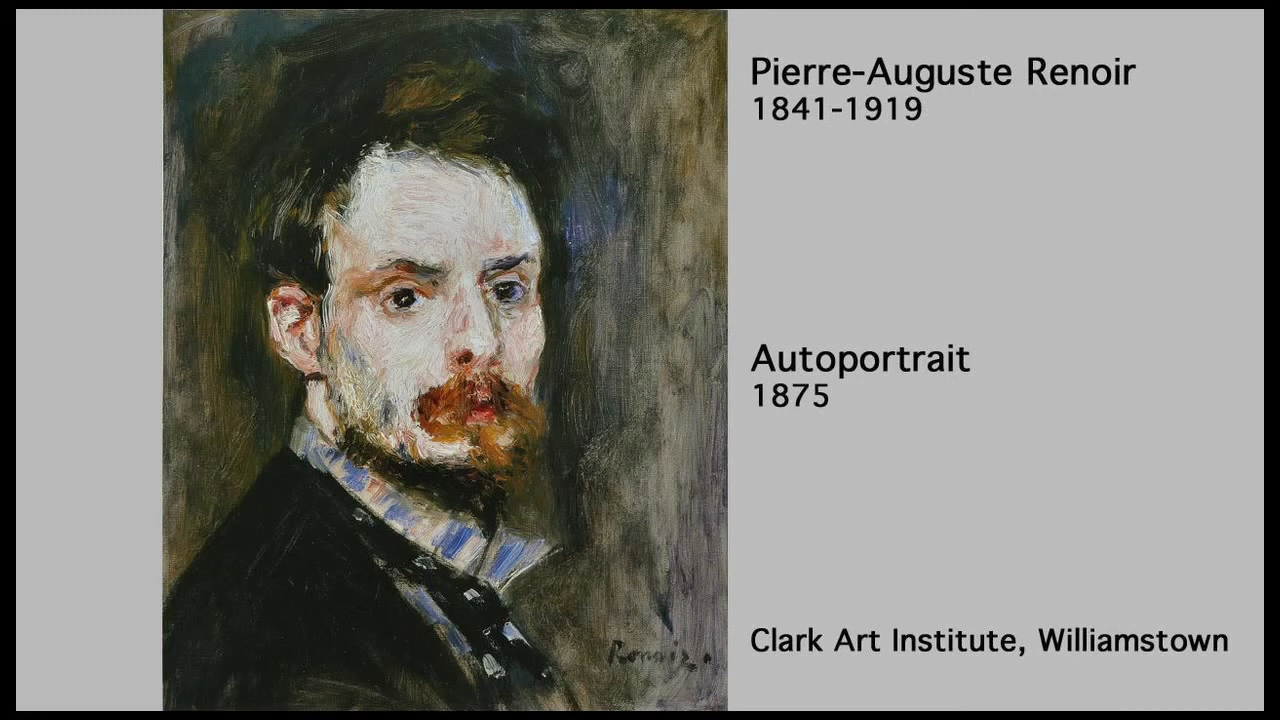 Pierre-Auguste Renoir
1841-1919
Autoportrait
1875
Clark Art Institute, Williamstown
Renoir.